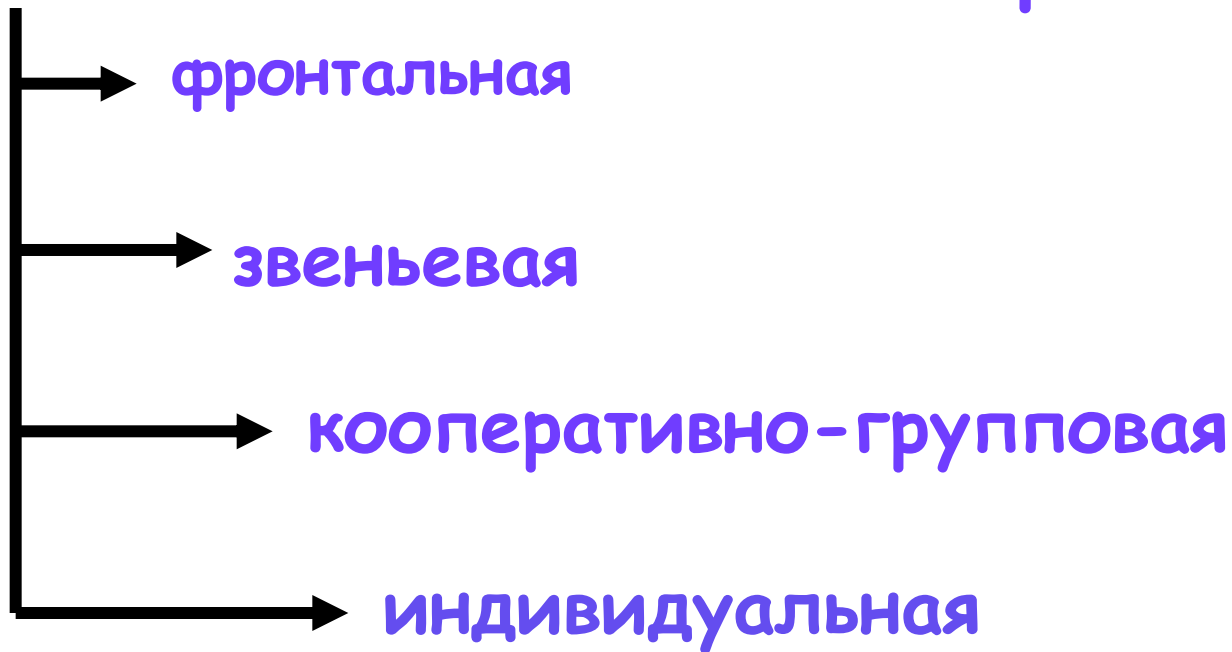 фронтальная
звеньевая
кооперативно-групповая
индивидуальная